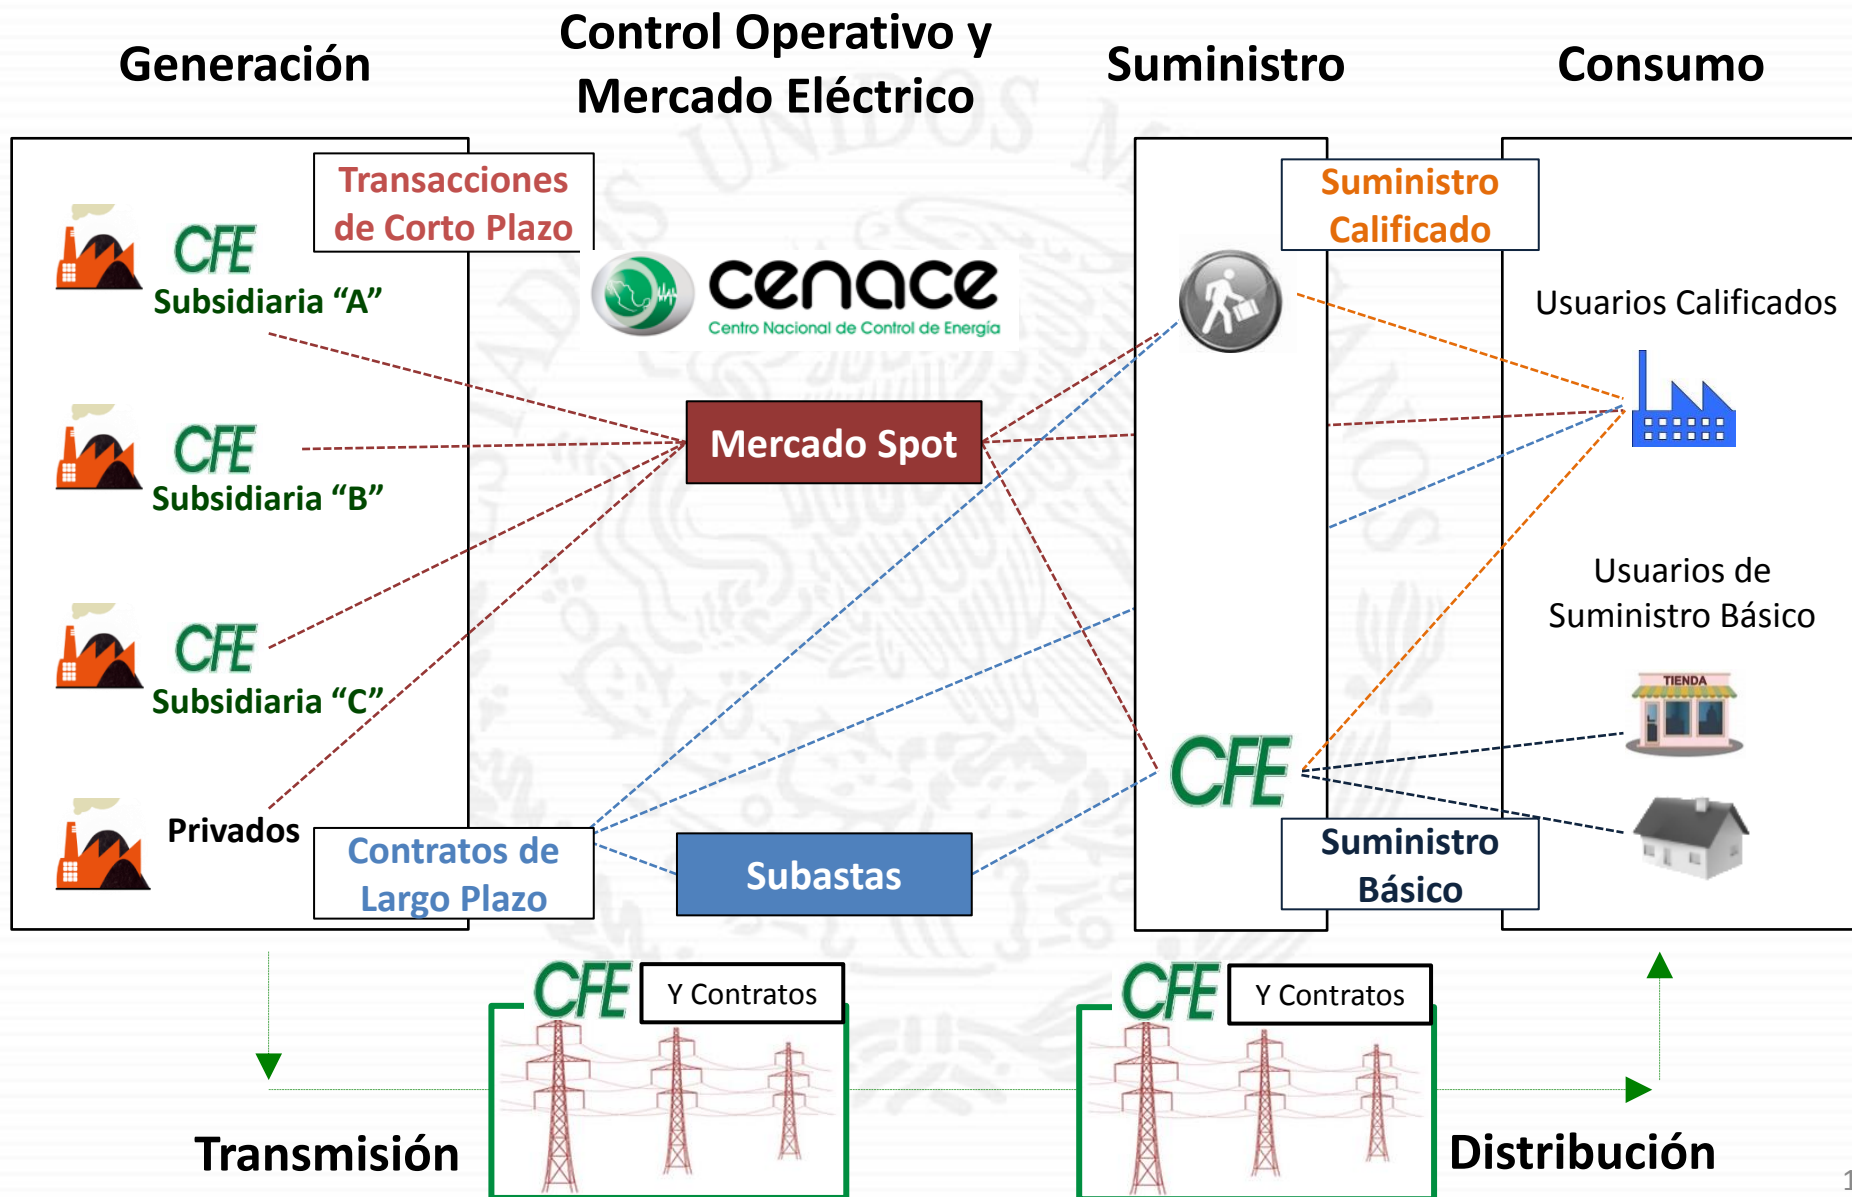 Generación
Control Operativo y
Mercado Eléctrico
Suministro
Consumo
Transacciones
de Corto Plazo
CFE
Subsidiaria “A”
cenace
Centro Nacional de Control de Energía
Suministro
Calificado
Usuarios Calificados
CFE
Subsidiaria “B”
Mercado Spot
CFE
Subsidiaria “C”
Usuarios de
Suministro Básico
TIENDA
CFE
Privados
Contratos de
Largo Plazo
Subastas
Suministro
Básico
CFE
Y Contratos
CFE
Y Contratos
Transmisión
Distribución
1